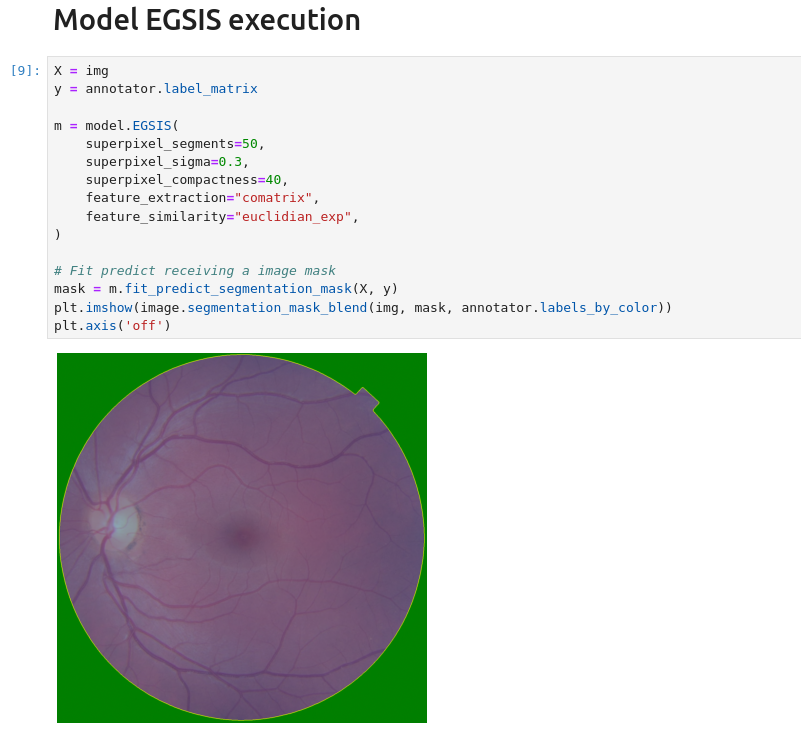 Model EGSIS execution
[9]:
X = img
y = annotator.label_matrix
m = model.EGSIS(
superpixel_segments=50,
superpixel_sigma=0.3,
superpixel_compactness=40,
feature_extraction="comatrix",
feature_similarity="euclidian_exp",
)
# Fit predict receiving a image mask
mask = m.fit_predict_segmentation_mask(X, y)
plt.imshow(image.segmentation_mask_blend(img, mask, annotator.labels_by_color))
plt.axis('off')